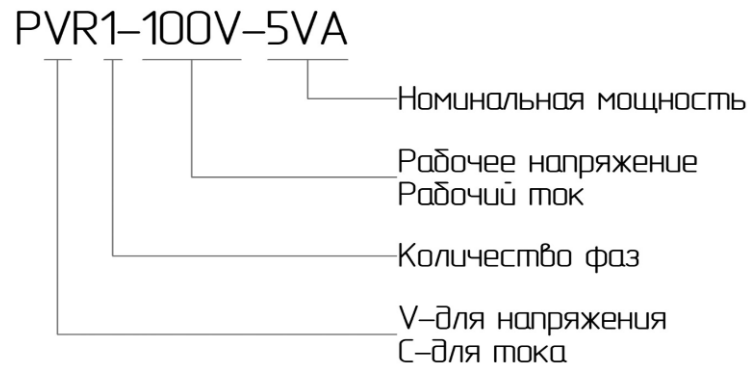 PVR1-100V-5VA
Номинальная мощность
Рабочее напряжение
Рабочий ток
Количество фаз
V-для напряжения
C-для тока